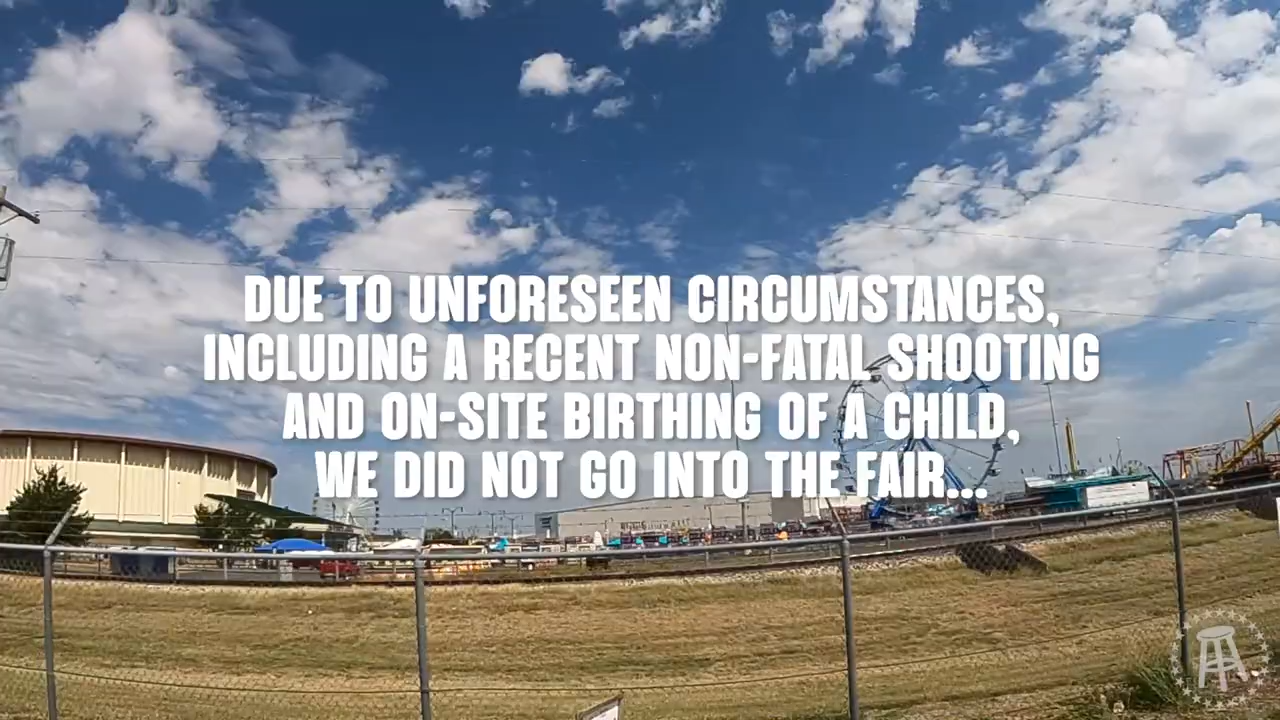 DUE TO UNFORESEEN CIRCUMSTANCES,
INCLUDING A RECENT NON-FATAL SHOOTING
AND ON-SITE BIRTHING OF A CHILD,
WE DID NOT GO INTO THE FAIR...